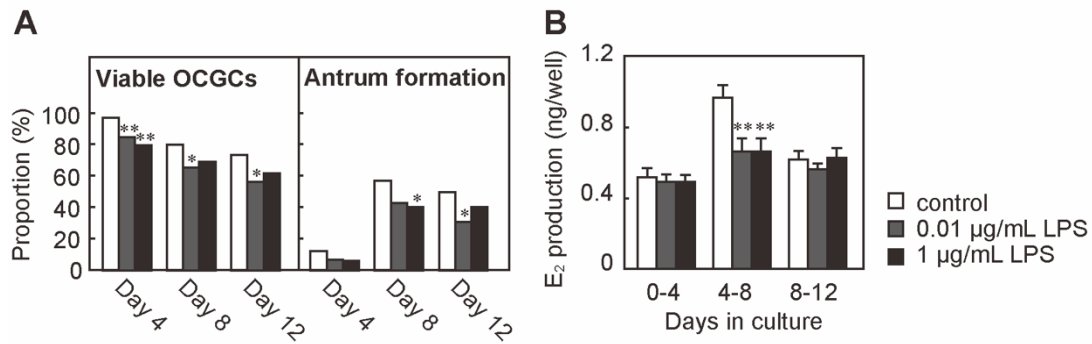 A
Viable OCGCs
Antrum formation
Proportion (%)
100
80
60
40
20
0
**
**
*
*
*
*
Day 4
Day 8
Day 12
Day 4
Day 8
Day 12
B
E₂ production (ng/well)
1.2
0.8
0.4
0
** **
0-4
4-8
8-12
Days in culture
control
0.01 µg/mL LPS
1 µg/mL LPS